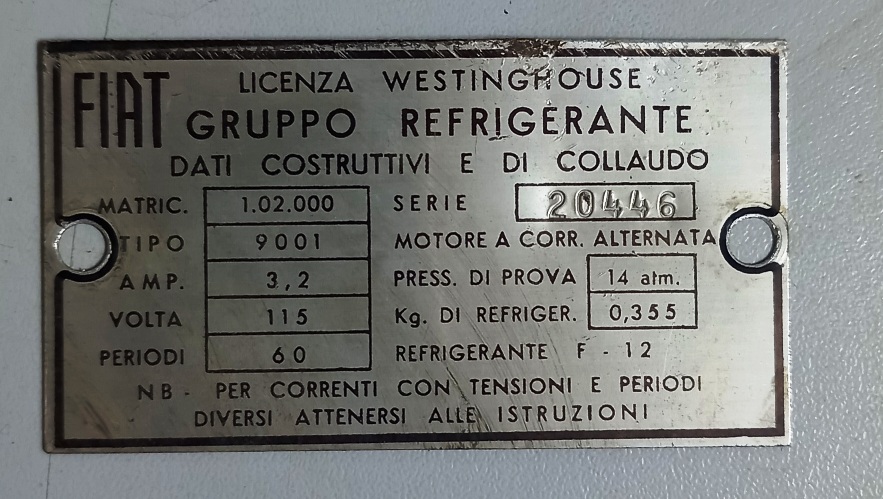 FIAT LICENZA WESTINGHOUSE
GRUPPO REFRIGERANTE
DATI COSTRUTTIVI E DI COLLAUDO
MATRIC. 1.02.000 SERIE 20446
TIPO 9001 MOTORE A CORR. ALTERNATA
AMP. 3,2 PRESS. DI PROVA 14 atm.
VOLTA 115 Kg. DI REFRIGER. 0,355
PERIODI 60 REFRIGERANTE F - 12
NB - PER CORRENTI CON TENSIONI E PERIODI
DIVERSI ATTENERSI ALLE ISTRUZIONI